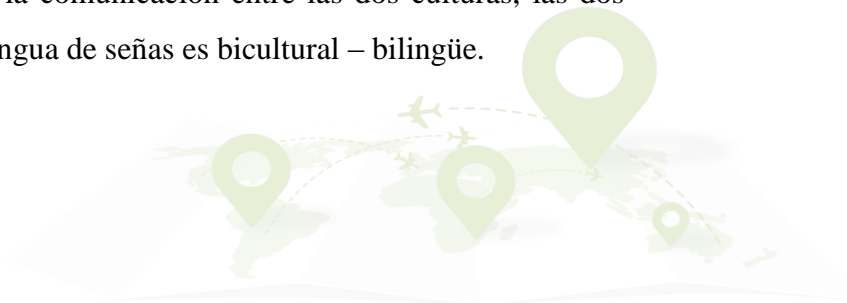 la comunicación entre las dos culturas, las dos
ngua de señas es bicultural – bilingüe.